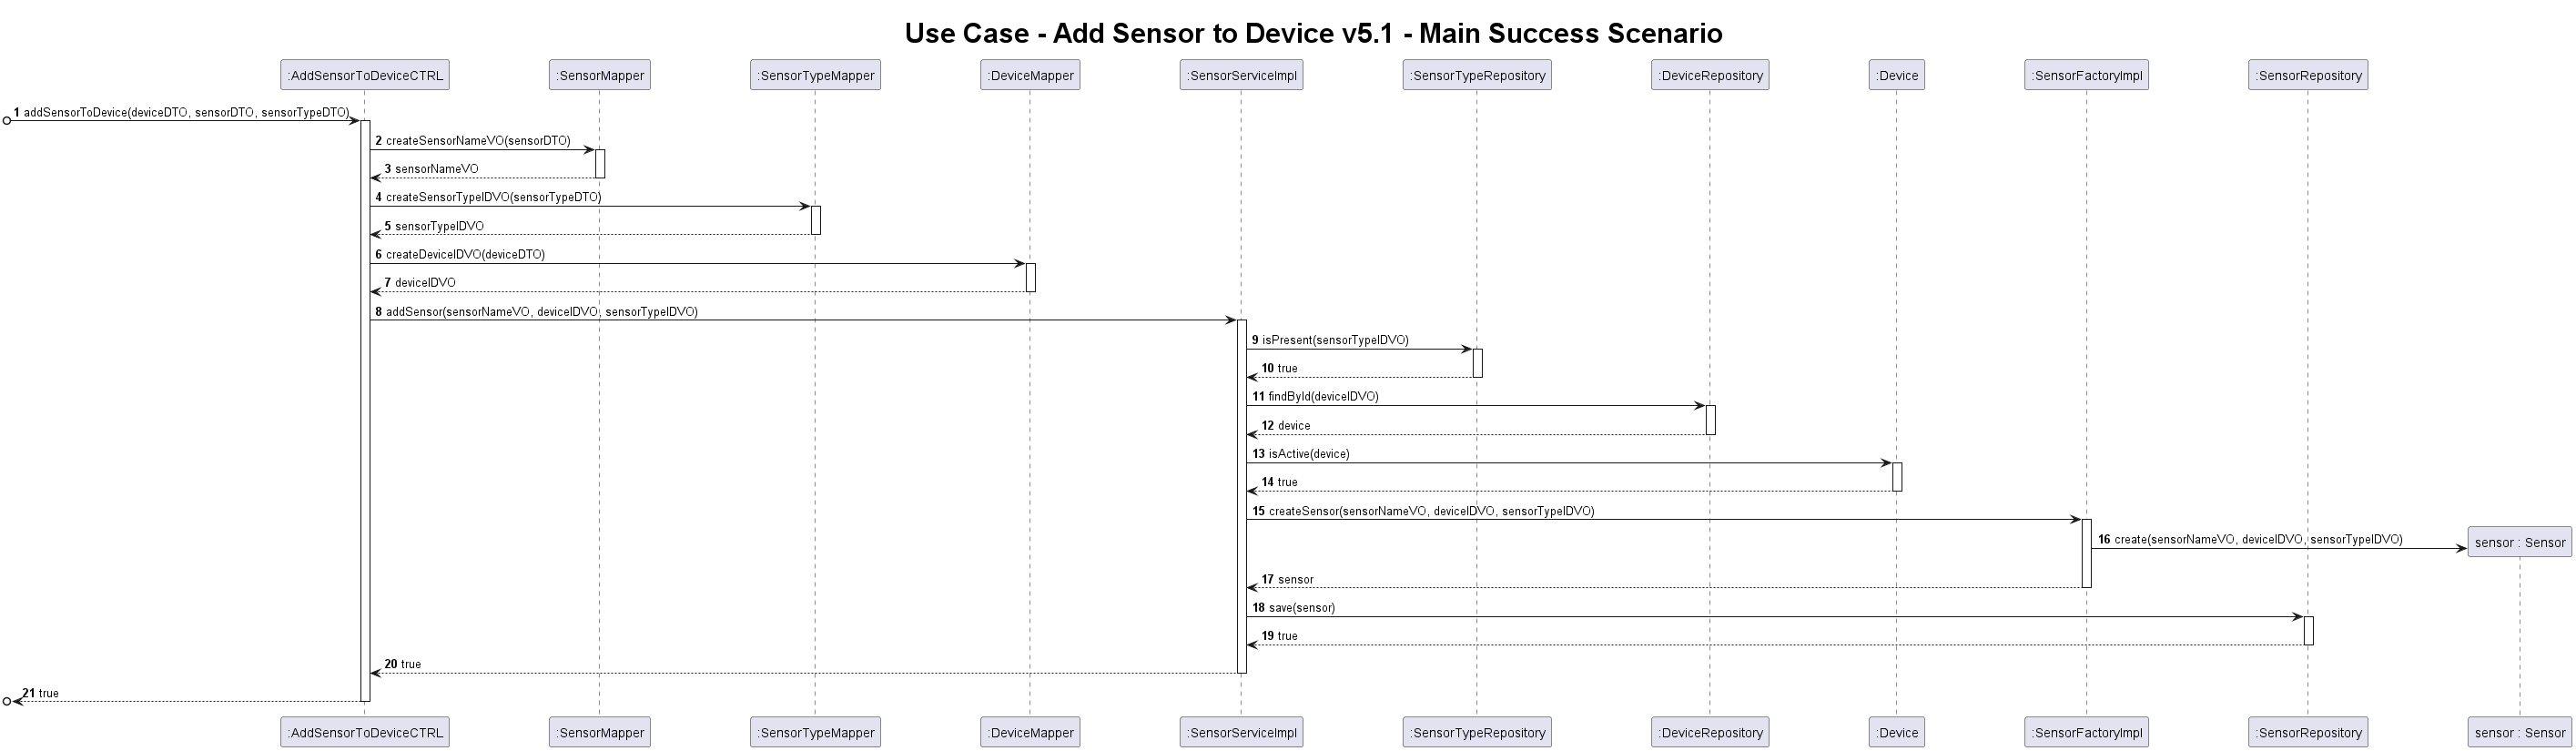 Use Case - Add Sensor to Device v5.1 - Main Success Scenario
:AddSensorToDeviceCTRL
:SensorMapper
:SensorTypeMapper
:DeviceMapper
:SensorServiceImpl
:SensorTypeRepository
:DeviceRepository
:Device
:SensorFactoryImpl
:SensorRepository
1 addSensorToDevice(deviceDTO, sensorDTO, sensorTypeDTO)
2 createSensorNameVO(sensorDTO)
3 sensorNameVO
4 createSensorTypeIDVO(sensorTypeDTO)
5 sensorTypeIDVO
6 createDeviceIDVO(deviceDTO)
7 deviceIDVO
8 addSensor(sensorNameVO, deviceIDVO, sensorTypeIDVO)
9 isPresent(sensorTypeIDVO)
10 true
11 findById(deviceIDVO)
12 device
13 isActive(device)
14 true
15 createSensor(sensorNameVO, deviceIDVO, sensorTypeIDVO)
16 create(sensorNameVO, deviceIDVO, sensorTypeIDVO)
sensor : Sensor
17 sensor
18 save(sensor)
19 true
20 true
21 true
:AddSensorToDeviceCTRL
:SensorMapper
:SensorTypeMapper
:DeviceMapper
:SensorServiceImpl
:SensorTypeRepository
:DeviceRepository
:Device
:SensorFactoryImpl
:SensorRepository
sensor : Sensor